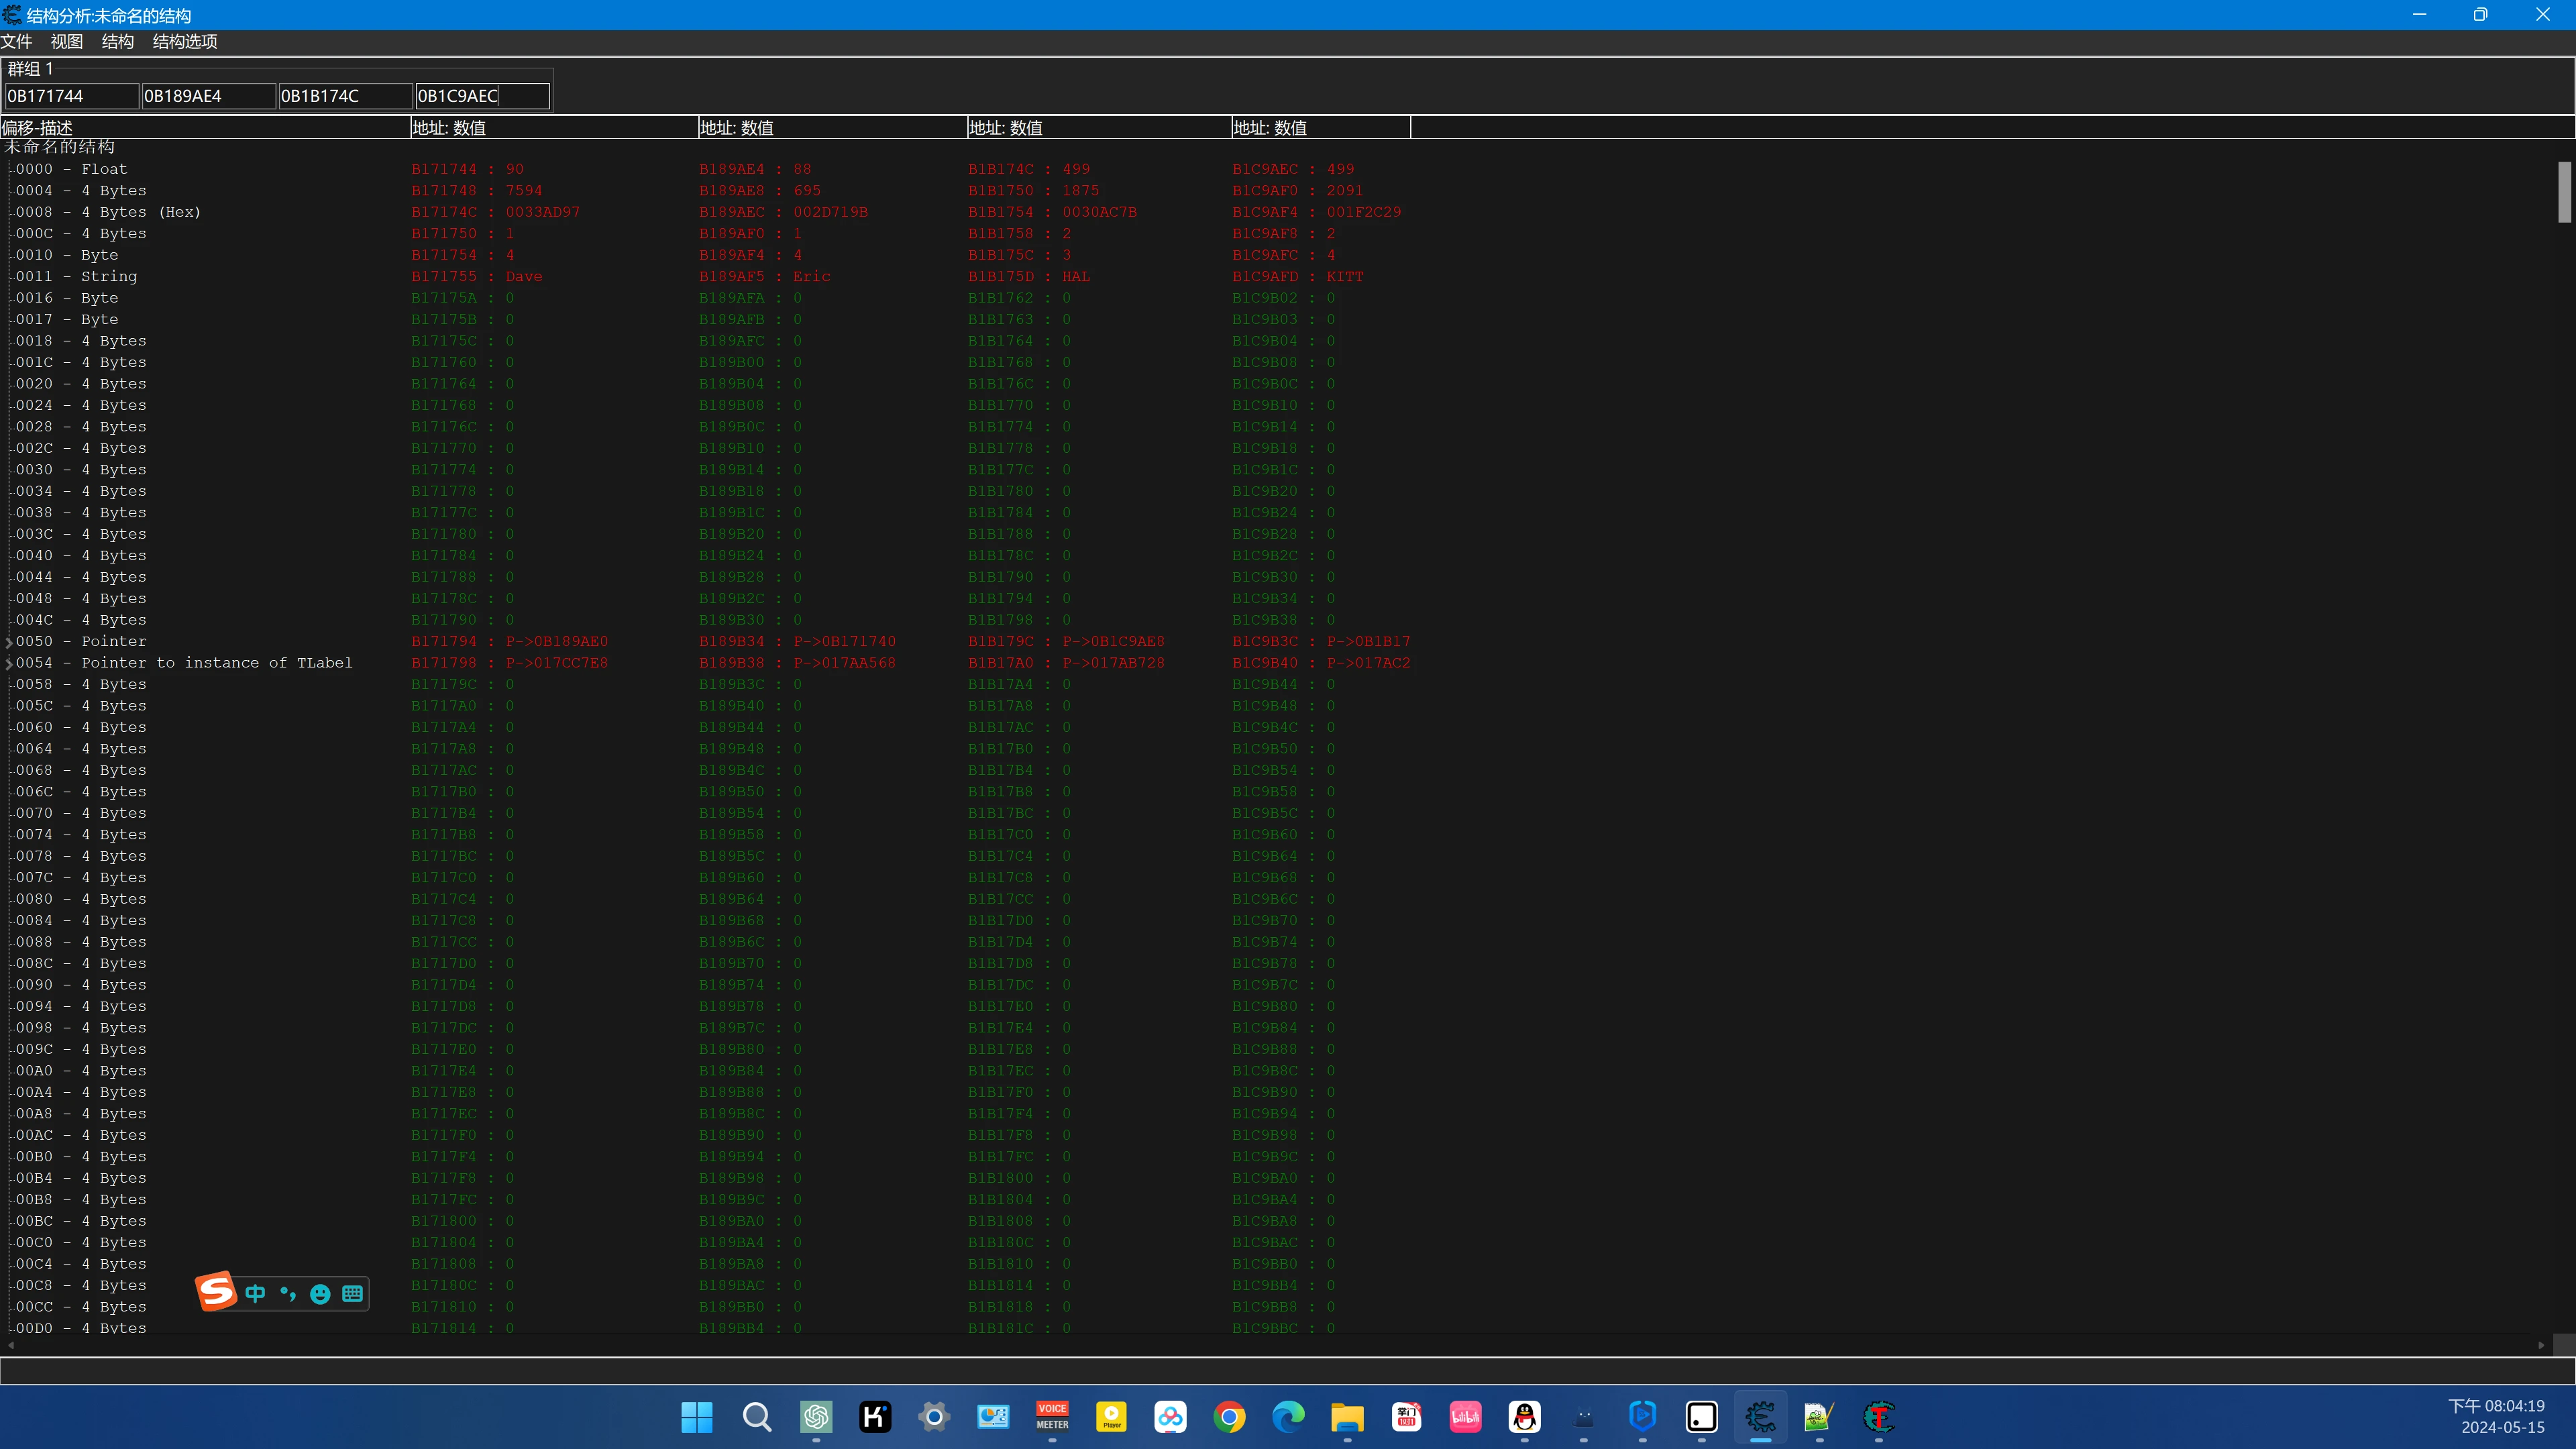 结构分析:未命名的结构
文件 视图 结构 结构选项
群组 1
0B171744 0B189AE4 0B1B174C 0B1C9AEC
偏移-描述 地址: 数值 地址: 数值 地址: 数值 地址: 数值
未命名的结构
0000 - Float B171744 : 90 B189AE4 : 88 B1B174C : 499 B1C9AEC : 499
0004 - 4 Bytes B171748 : 7594 B189AE8 : 695 B1B1750 : 1875 B1C9AF0 : 2091
0008 - 4 Bytes (Hex) B17174C : 0033AD97 B189AEC : 002D719B B1B1754 : 0030AC7B B1C9AF4 : 001F2C29
000C - 4 Bytes B171750 : 1 B189AF0 : 1 B1B1758 : 2 B1C9AF8 : 2
0010 - Byte B171754 : 4 B189AF4 : 4 B1B175C : 3 B1C9AFC : 4
0011 - String B171755 : Dave B189AF5 : Eric B1B175D : HAL B1C9AFD : KITT
0016 - Byte B17175A : 0 B189AFA : 0 B1B1762 : 0 B1C9B02 : 0
0017 - Byte B17175B : 0 B189AFB : 0 B1B1763 : 0 B1C9B03 : 0
0018 - 4 Bytes B17175C : 0 B189AFC : 0 B1B1764 : 0 B1C9B04 : 0
001C - 4 Bytes B171760 : 0 B189B00 : 0 B1B1768 : 0 B1C9B08 : 0
0020 - 4 Bytes B171764 : 0 B189B04 : 0 B1B176C : 0 B1C9B0C : 0
0024 - 4 Bytes B171768 : 0 B189B08 : 0 B1B1770 : 0 B1C9B10 : 0
0028 - 4 Bytes B17176C : 0 B189B0C : 0 B1B1774 : 0 B1C9B14 : 0
002C - 4 Bytes B171770 : 0 B189B10 : 0 B1B1778 : 0 B1C9B18 : 0
0030 - 4 Bytes B171774 : 0 B189B14 : 0 B1B177C : 0 B1C9B1C : 0
0034 - 4 Bytes B171778 : 0 B189B18 : 0 B1B1780 : 0 B1C9B20 : 0
0038 - 4 Bytes B17177C : 0 B189B1C : 0 B1B1784 : 0 B1C9B24 : 0
003C - 4 Bytes B171780 : 0 B189B20 : 0 B1B1788 : 0 B1C9B28 : 0
0040 - 4 Bytes B171784 : 0 B189B24 : 0 B1B178C : 0 B1C9B2C : 0
0044 - 4 Bytes B171788 : 0 B189B28 : 0 B1B1790 : 0 B1C9B30 : 0
0048 - 4 Bytes B17178C : 0 B189B2C : 0 B1B1794 : 0 B1C9B34 : 0
004C - 4 Bytes B171790 : 0 B189B30 : 0 B1B1798 : 0 B1C9B38 : 0
0050 - Pointer B171794 : P->0B189AE0 B189B34 : P->0B171740 B1B179C : P->0B1C9AE8 B1C9B3C : P->0B1B17
0054 - Pointer to instance of TLabel B171798 : P->017CC7E8 B189B38 : P->017AA568 B1B17A0 : P->017AB728 B1C9B40 : P->017AC2
0058 - 4 Bytes B17179C : 0 B189B3C : 0 B1B17A4 : 0 B1C9B44 : 0
005C - 4 Bytes B1717A0 : 0 B189B40 : 0 B1B17A8 : 0 B1C9B48 : 0
0060 - 4 Bytes B1717A4 : 0 B189B44 : 0 B1B17AC : 0 B1C9B4C : 0
0064 - 4 Bytes B1717A8 : 0 B189B48 : 0 B1B17B0 : 0 B1C9B50 : 0
0068 - 4 Bytes B1717AC : 0 B189B4C : 0 B1B17B4 : 0 B1C9B54 : 0
006C - 4 Bytes B1717B0 : 0 B189B50 : 0 B1B17B8 : 0 B1C9B58 : 0
0070 - 4 Bytes B1717B4 : 0 B189B54 : 0 B1B17BC : 0 B1C9B5C : 0
0074 - 4 Bytes B1717B8 : 0 B189B58 : 0 B1B17C0 : 0 B1C9B60 : 0
0078 - 4 Bytes B1717BC : 0 B189B5C : 0 B1B17C4 : 0 B1C9B64 : 0
007C - 4 Bytes B1717C0 : 0 B189B60 : 0 B1B17C8 : 0 B1C9B68 : 0
0080 - 4 Bytes B1717C4 : 0 B189B64 : 0 B1B17CC : 0 B1C9B6C : 0
0084 - 4 Bytes B1717C8 : 0 B189B68 : 0 B1B17D0 : 0 B1C9B70 : 0
0088 - 4 Bytes B1717CC : 0 B189B6C : 0 B1B17D4 : 0 B1C9B74 : 0
008C - 4 Bytes B1717D0 : 0 B189B70 : 0 B1B17D8 : 0 B1C9B78 : 0
0090 - 4 Bytes B1717D4 : 0 B189B74 : 0 B1B17DC : 0 B1C9B7C : 0
0094 - 4 Bytes B1717D8 : 0 B189B78 : 0 B1B17E0 : 0 B1C9B80 : 0
0098 - 4 Bytes B1717DC : 0 B189B7C : 0 B1B17E4 : 0 B1C9B84 : 0
009C - 4 Bytes B1717E0 : 0 B189B80 : 0 B1B17E8 : 0 B1C9B88 : 0
00A0 - 4 Bytes B1717E4 : 0 B189B84 : 0 B1B17EC : 0 B1C9B8C : 0
00A4 - 4 Bytes B1717E8 : 0 B189B88 : 0 B1B17F0 : 0 B1C9B90 : 0
00A8 - 4 Bytes B1717EC : 0 B189B8C : 0 B1B17F4 : 0 B1C9B94 : 0
00AC - 4 Bytes B1717F0 : 0 B189B90 : 0 B1B17F8 : 0 B1C9B98 : 0
00B0 - 4 Bytes B1717F4 : 0 B189B94 : 0 B1B17FC : 0 B1C9B9C : 0
00B4 - 4 Bytes B1717F8 : 0 B189B98 : 0 B1B1800 : 0 B1C9BA0 : 0
00B8 - 4 Bytes B1717FC : 0 B189B9C : 0 B1B1804 : 0 B1C9BA4 : 0
00BC - 4 Bytes B171800 : 0 B189BA0 : 0 B1B1808 : 0 B1C9BA8 : 0
00C0 - 4 Bytes B171804 : 0 B189BA4 : 0 B1B180C : 0 B1C9BAC : 0
00C4 - 4 Bytes B171808 : 0 B189BA8 : 0 B1B1810 : 0 B1C9BB0 : 0
00C8 - 4 Bytes B17180C : 0 B189BAC : 0 B1B1814 : 0 B1C9BB4 : 0
00CC - 4 Bytes B171810 : 0 B189BB0 : 0 B1B1818 : 0 B1C9BB8 : 0
00D0 - 4 Bytes B171814 : 0 B189BB4 : 0 B1B181C : 0 B1C9BBC : 0
中
VOICE
MEETER
Player
掌门
bilibili
下午 08:04:19
2024-05-15